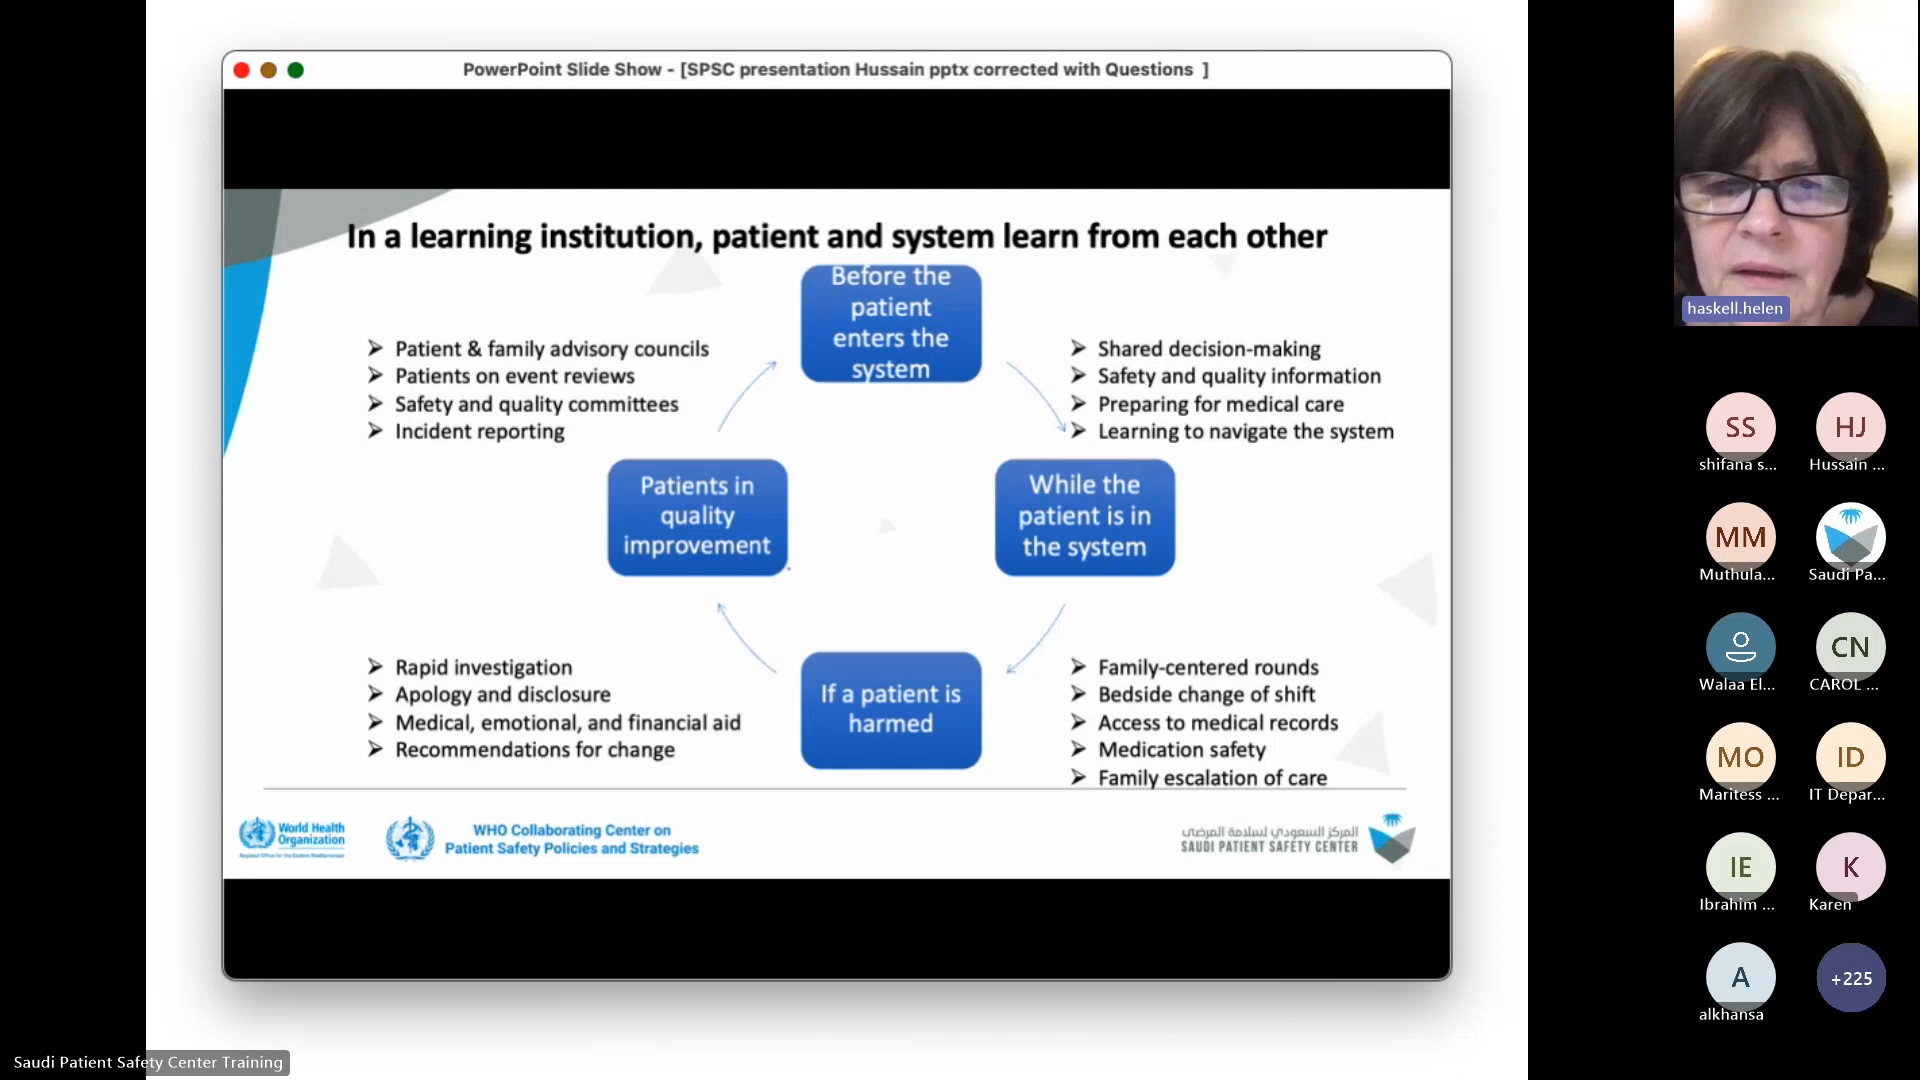 PowerPoint Slide Show - [SPSC presentation Hussain pptx corrected with Questions ]
In a learning institution, patient and system learn from each other
Before the
patient
enters the
system
➢ Patient & family advisory councils
➢ Patients on event reviews
➢ Safety and quality committees
➢ Incident reporting
➢ Shared decision-making
➢ Safety and quality information
➢ Preparing for medical care
➢ Learning to navigate the system
Patients in
quality
improvement
While the
patient is in
the system
➢ Rapid investigation
➢ Apology and disclosure
➢ Medical, emotional, and financial aid
➢ Recommendations for change
If a patient is
harmed
➢ Family-centered rounds
➢ Bedside change of shift
➢ Access to medical records
➢ Medication safety
➢ Family escalation of care
World Health
Organization
Regional Office for the Eastern Mediterranean
WHO Collaborating Center on
Patient Safety Policies and Strategies
المركز السعودي لسلامة المرضى
SAUDI PATIENT SAFETY CENTER
haskell.helen
SS
shifana s...
HJ
Hussain ...
MM
Muthula...
Saudi Pa...
Walaa El...
CN
CAROL ...
MO
Maritess ...
ID
IT Depar...
IE
Ibrahim ...
K
Karen
A
alkhansa
+225
Saudi Patient Safety Center Training